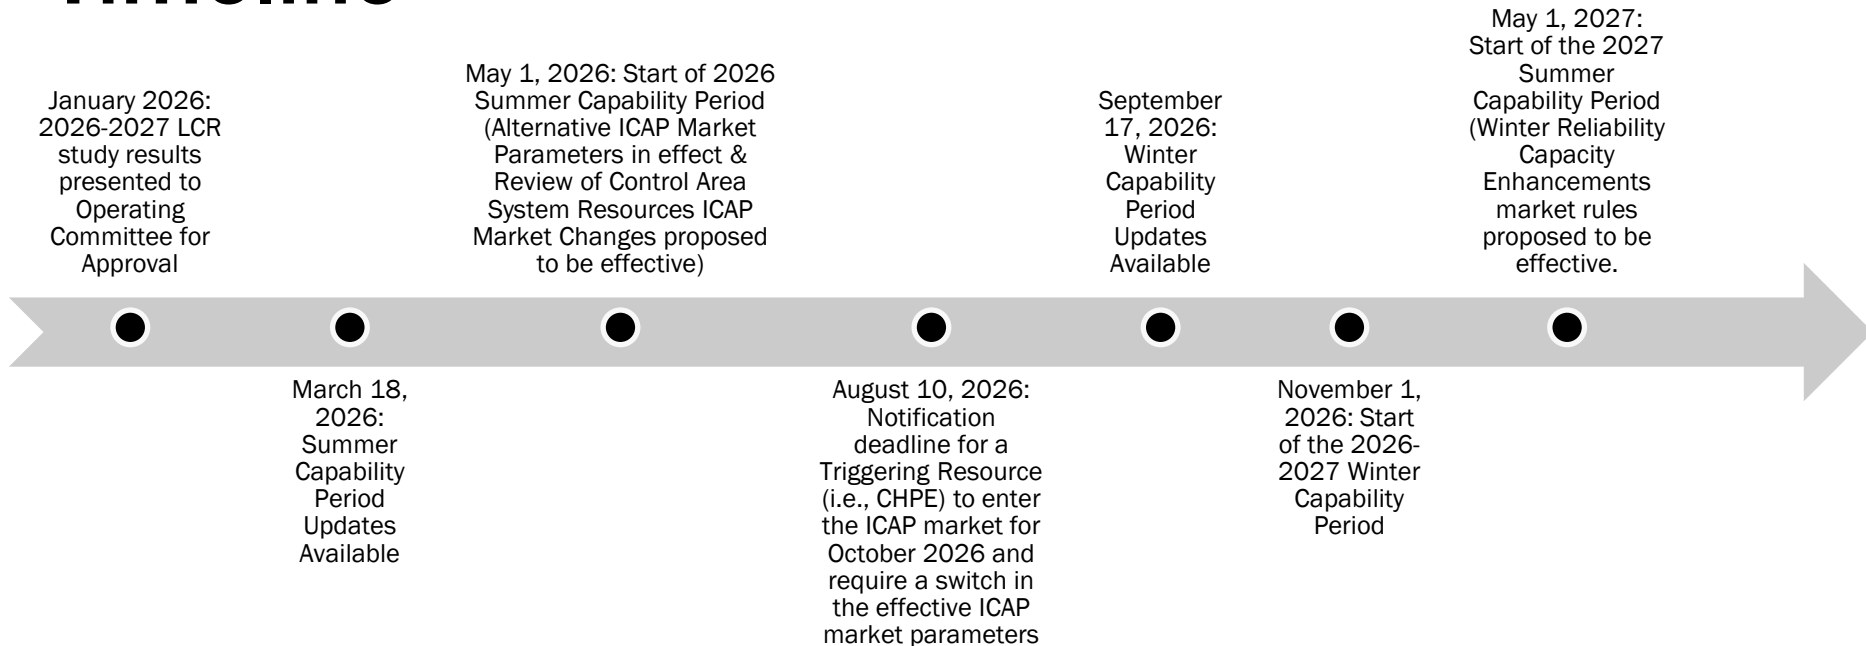 Timeline
January 2026:
2026-2027 LCR
study results
presented to
Operating
Committee for
Approval
March 18,
2026:
Summer
Capability
Period
Updates
Available
May 1, 2026: Start of 2026
Summer Capability Period
(Alternative ICAP Market
Parameters in effect &
Review of Control Area
System Resources ICAP
Market Changes proposed
to be effective)
August 10, 2026:
Notification
deadline for a
Triggering Resource
(i.e., CHPE) to enter
the ICAP market for
October 2026 and
require a switch in
the effective ICAP
market parameters
September
17, 2026:
Winter
Capability
Period
Updates
Available
November 1,
2026: Start
of the 2026-
2027 Winter
Capability
Period
May 1, 2027:
Start of the 2027
Summer
Capability Period
(Winter Reliability
Capacity
Enhancements
market rules
proposed to be
effective.